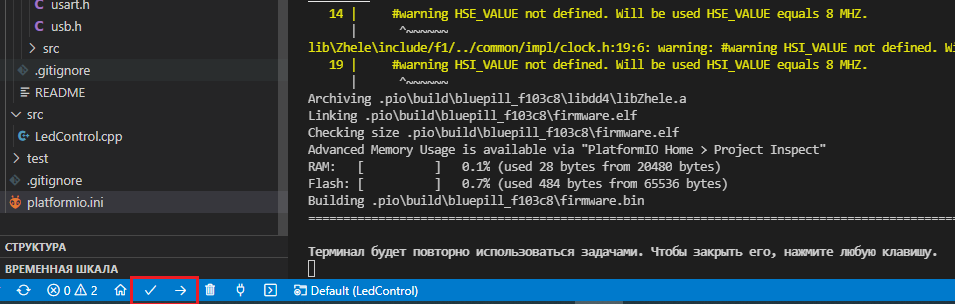 usart.h
usb.h
src
.gitignore
README
src
LedControl.cpp
test
.gitignore
platformio.ini
СТРУКТУРА
ВРЕМЕННАЯ ШКАЛА
14 | #warning HSE_VALUE not defined. Will be used HSE_VALUE equals 8 MHZ.
| ^~~~~~~
lib\Zhele\include/f1/../common/impl/clock.h:19:6: warning: #warning HSI_VALUE not defined. Wi
19 | #warning HSI_VALUE not defined. Will be used HSI_VALUE equals 8 MHZ.
| ^~~~~~~
Archiving .pio\build\bluepill_f103c8\libdd4\libZhele.a
Linking .pio\build\bluepill_f103c8\firmware.elf
Checking size .pio\build\bluepill_f103c8\firmware.elf
Advanced Memory Usage is available via "PlatformIO Home > Project Inspect"
RAM: [ ] 0.1% (used 28 bytes from 20480 bytes)
Flash: [ ] 0.7% (used 484 bytes from 65536 bytes)
Building .pio\build\bluepill_f103c8\firmware.bin
Терминал будет повторно использоваться задачами. Чтобы закрыть его, нажмите любую клавишу.
0 2 Default (LedControl)